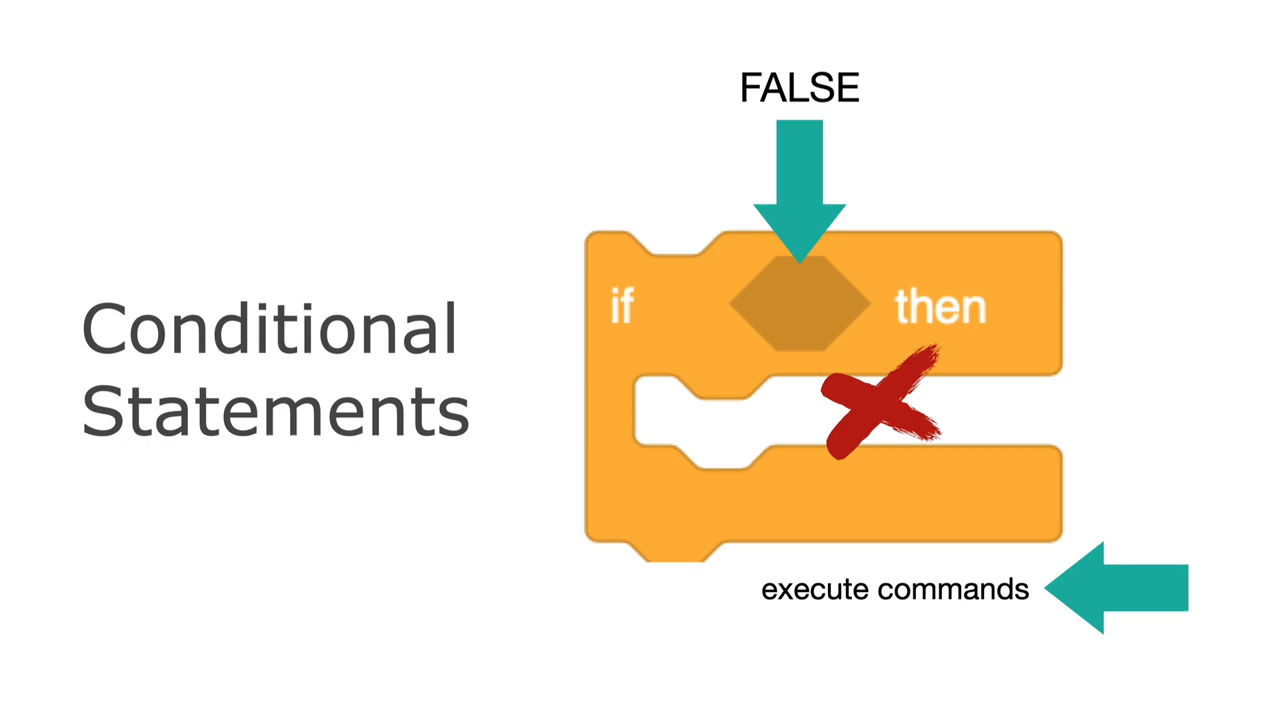 Conditional
Statements
FALSE
if then
execute commands